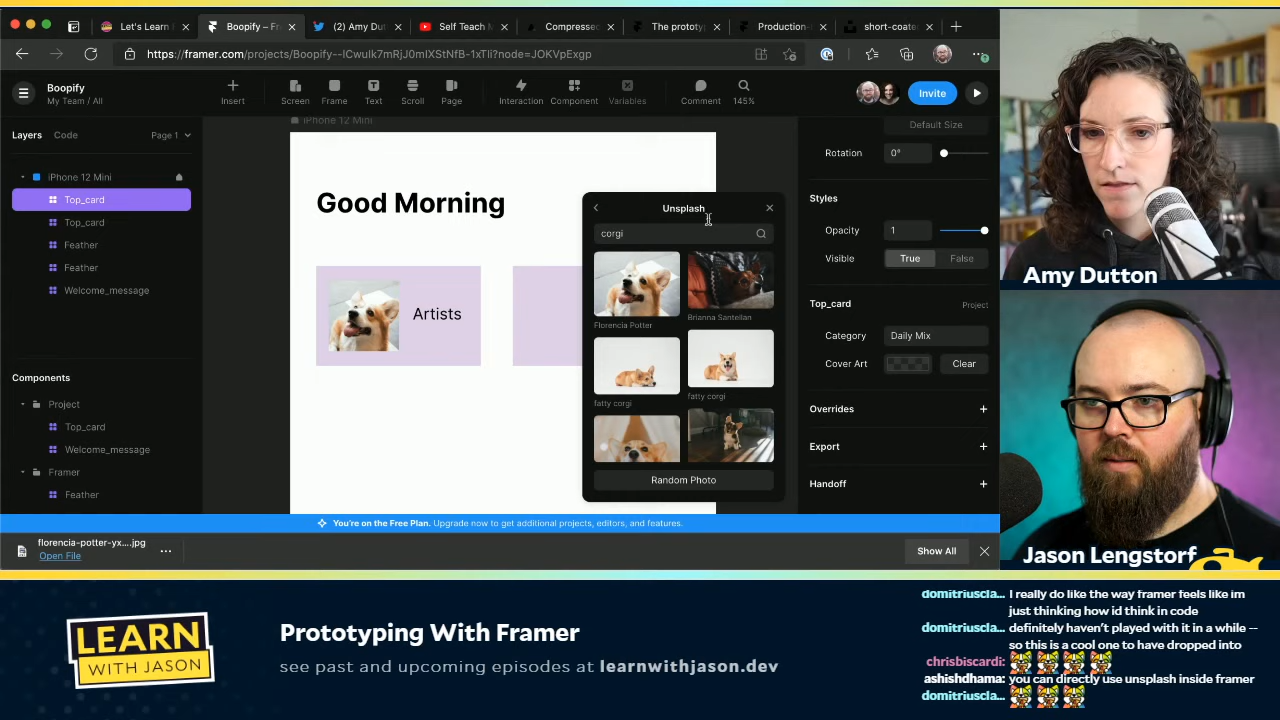 Let's Learn F
Boopify – Fr
(2) Amy Du
Self Teach M
Compressed
The prototy
Production-
short-coate
https://framer.com/projects/Boopify--ICwulk7mRjJ0mIXStNfB-1xTli?node=JOKVpExgp
Boopify
My Team / All
Insert
Screen
Frame
Text
Scroll
Page
Interaction
Component
Variables
Comment
145%
Invite
Layers
Code
Page 1
iPhone 12 Mini
Top_card
Top_card
Feather
Feather
Welcome_message
Components
Project
Top_card
Welcome_message
Framer
Feather
iPhone 12 Mini
Good Morning
Artists
Unsplash
corgi
Florencia Potter
Brianna Santellan
fatty corgi
fatty corgi
Random Photo
Default Size
Rotation
0°
Styles
Opacity
1
Visible
True
False
Top_card
Project
Category
Daily Mix
Cover Art
Clear
Overrides
Export
Handoff
You're on the Free Plan. Upgrade now to get additional projects, editors, and features.
florencia-potter-yx....jpg
Open File
Show All
Amy Dutton
Jason Lengstorf
LEARN
WITH JASON
Prototyping With Framer
see past and upcoming episodes at learnwithjason.dev
domitriuscla... I really do like the way framer feels like im
just thinking how id think in code
domitriuscla... definitely haven't played with it in a while --
so this is a cool one to have dropped into
chrisbiscardi:
ashishdhama: you can directly use unsplash inside framer
domitriuscla...